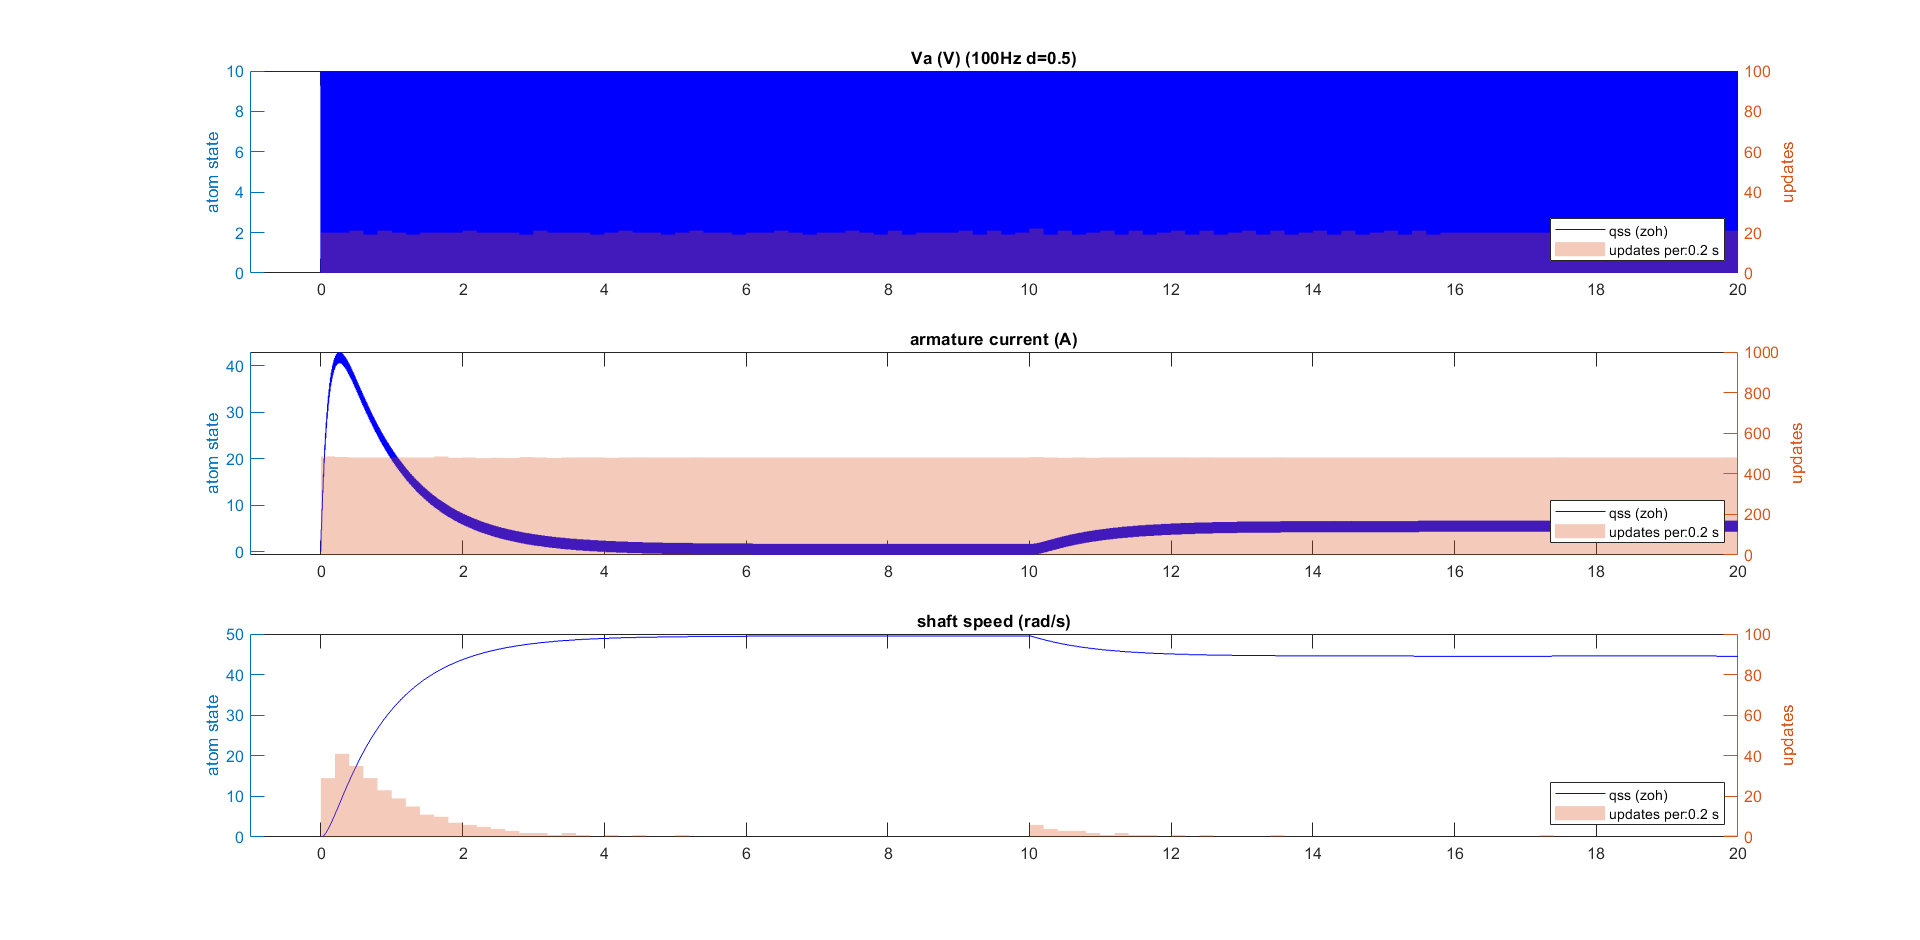 Va (V) (100Hz d=0.5)
10
8
6
4
2
0
atom state
100
80
60
40
20
0
updates
qss (zoh)
updates per:0.2 s
0 2 4 6 8 10 12 14 16 18 20
armature current (A)
40
30
20
10
0
atom state
1000
800
600
400
200
0
updates
qss (zoh)
updates per:0.2 s
0 2 4 6 8 10 12 14 16 18 20
shaft speed (rad/s)
50
40
30
20
10
0
atom state
100
80
60
40
20
0
updates
qss (zoh)
updates per:0.2 s
0 2 4 6 8 10 12 14 16 18 20